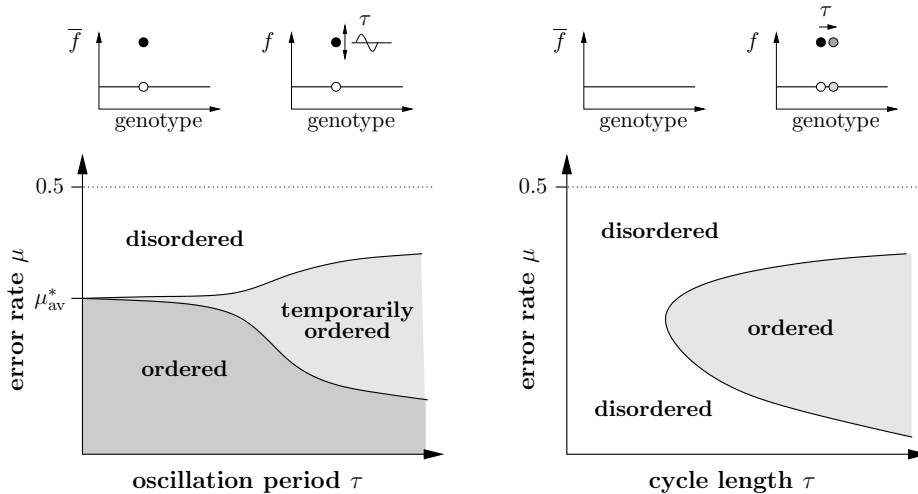 f̅
genotype
f
τ
genotype
0.5
disordered
μ*av
temporarily
ordered
ordered
error rate μ
oscillation period τ
f̅
genotype
f
τ
genotype
0.5
disordered
ordered
disordered
error rate μ
cycle length τ